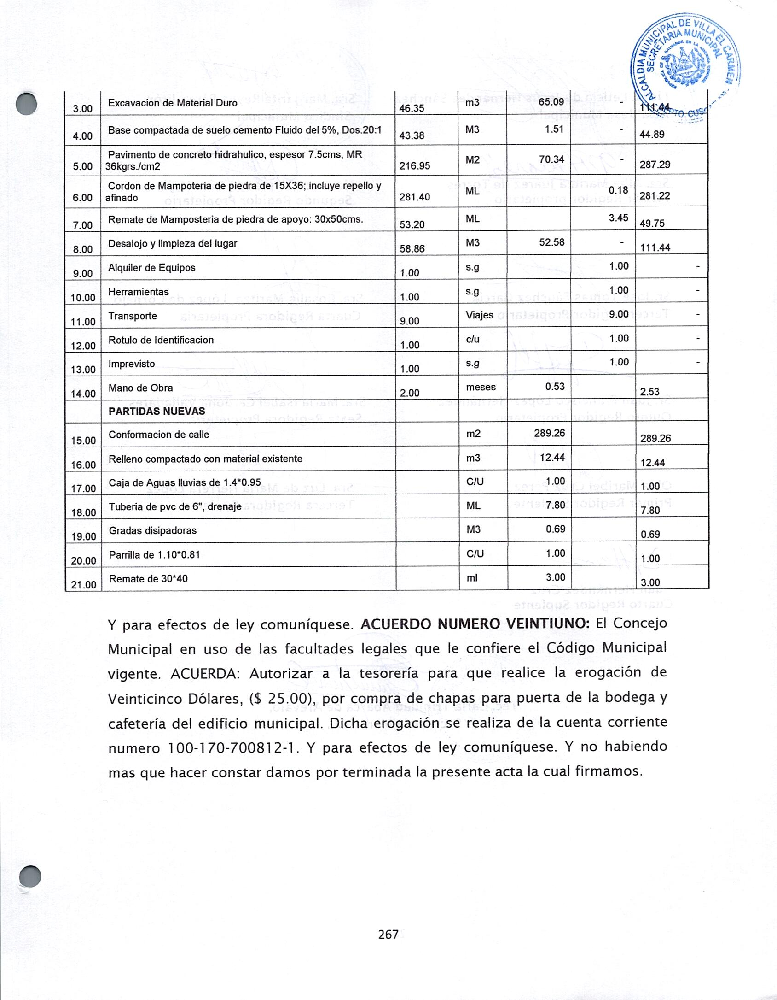 ALCALDIA MUNICIPAL DE VILLA EL CARMEN
SECRETARIA MUNICIPAL
3.00 Excavacion de Material Duro 46.35 m3 65.09 - 111.44
4.00 Base compactada de suelo cemento Fluido del 5%, Dos.20:1 43.38 M3 1.51 - 44.89
Pavimento de concreto hidrahulico, espesor 7.5cms, MR
5.00 36kgrs./cm2 216.95 M2 70.34 - 287.29
Cordon de Mampoteria de piedra de 15X36; incluye repello y
6.00 afinado 281.40 ML 0.18 281.22
7.00 Remate de Mamposteria de piedra de apoyo: 30x50cms. 53.20 ML 3.45 49.75
8.00 Desalojo y limpieza del lugar 58.86 M3 52.58 - 111.44
9.00 Alquiler de Equipos 1.00 s.g 1.00 -
10.00 Herramientas 1.00 s.g 1.00 -
11.00 Transporte 9.00 Viajes 9.00 -
12.00 Rotulo de Identificacion 1.00 c/u 1.00 -
13.00 Imprevisto 1.00 s.g 1.00 -
14.00 Mano de Obra 2.00 meses 0.53 2.53
PARTIDAS NUEVAS
15.00 Conformacion de calle m2 289.26 289.26
16.00 Relleno compactado con material existente m3 12.44 12.44
17.00 Caja de Aguas lluvias de 1.4*0.95 C/U 1.00 1.00
18.00 Tuberia de pvc de 6", drenaje ML 7.80 7.80
19.00 Gradas disipadoras M3 0.69 0.69
20.00 Parrilla de 1.10*0.81 C/U 1.00 1.00
21.00 Remate de 30*40 ml 3.00 3.00
Y para efectos de ley comuníquese. ACUERDO NUMERO VEINTIUNO: El Concejo
Municipal en uso de las facultades legales que le confiere el Código Municipal
vigente. ACUERDA: Autorizar a la tesorería para que realice la erogación de
Veinticinco Dólares, ($ 25.00), por compra de chapas para puerta de la bodega y
cafetería del edificio municipal. Dicha erogación se realiza de la cuenta corriente
numero 100-170-700812-1. Y para efectos de ley comuníquese. Y no habiendo
mas que hacer constar damos por terminada la presente acta la cual firmamos.
267